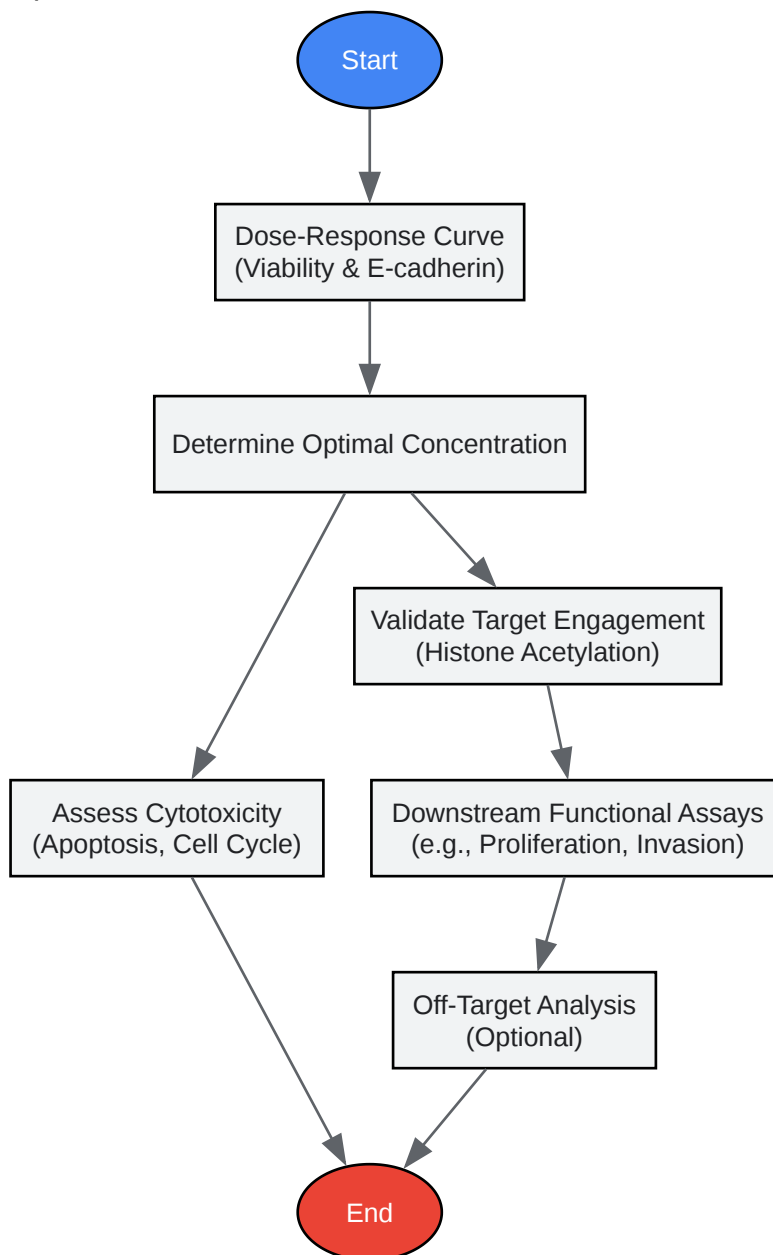 Start
Dose-Response Curve
(Viability & E-cadherin)
Determine Optimal Concentration
Validate Target Engagement
(Histone Acetylation)
Assess Cytotoxicity
(Apoptosis, Cell Cycle)
Downstream Functional Assays
(e.g., Proliferation, Invasion)
Off-Target Analysis
(Optional)
End